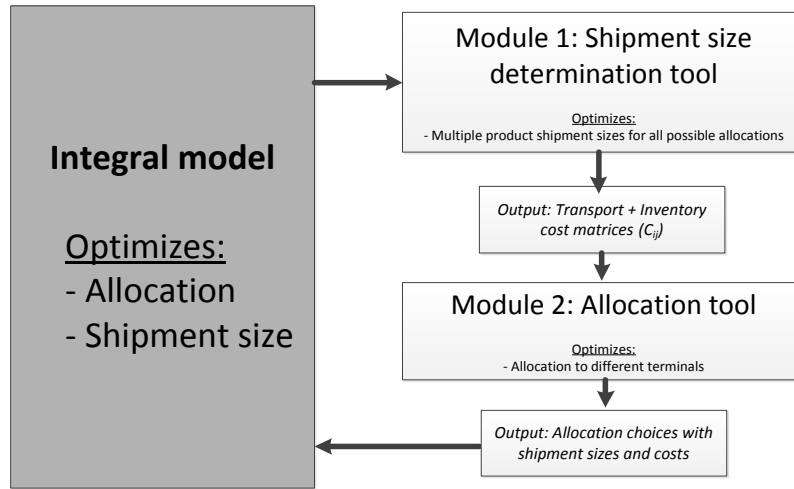 Integral model
Optimizes:
- Allocation
- Shipment size
Module 1: Shipment size
determination tool
Optimizes:
- Multiple product shipment sizes for all possible allocations
Output: Transport + Inventory
cost matrices (Cij)
Module 2: Allocation tool
Optimizes:
- Allocation to different terminals
Output: Allocation choices with
shipment sizes and costs